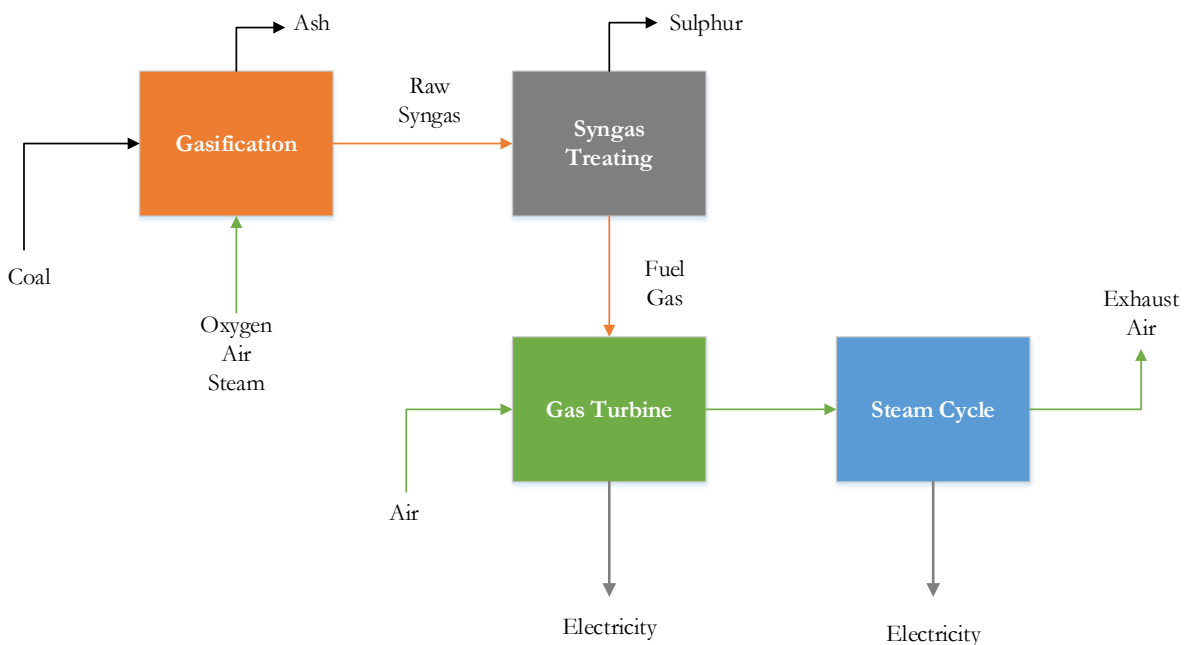 Ash
Sulphur
Raw
Syngas
Gasification
Syngas
Treating
Coal
Oxygen
Air
Steam
Fuel
Gas
Exhaust
Air
Gas Turbine
Steam Cycle
Air
Electricity
Electricity